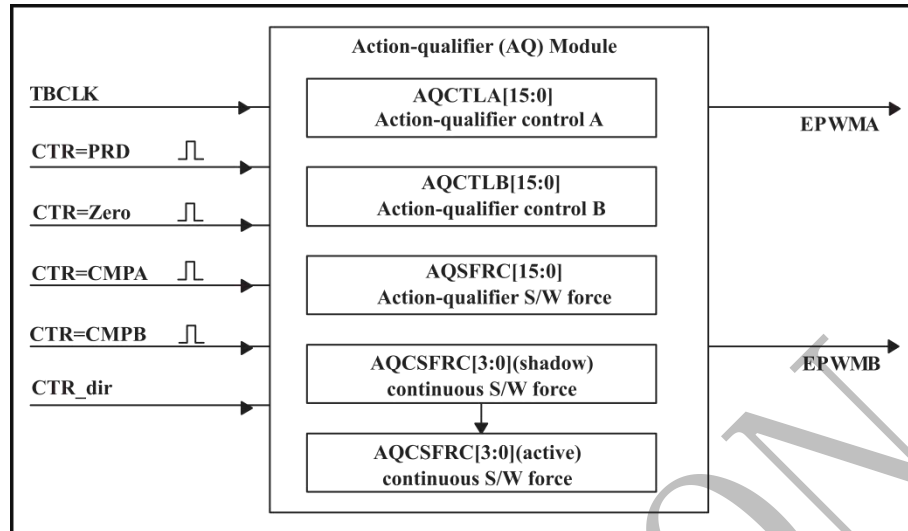 Action-qualifier (AQ) Module
TBCLK
CTR=PRD
CTR=Zero
CTR=CMPA
CTR=CMPB
CTR_dir
AQCTLA[15:0]
Action-qualifier control A
AQCTLB[15:0]
Action-qualifier control B
AQSFRC[15:0]
Action-qualifier S/W force
AQCSFRC[3:0](shadow)
continuous S/W force
AQCSFRC[3:0](active)
continuous S/W force
EPWMA
EPWMB
ON